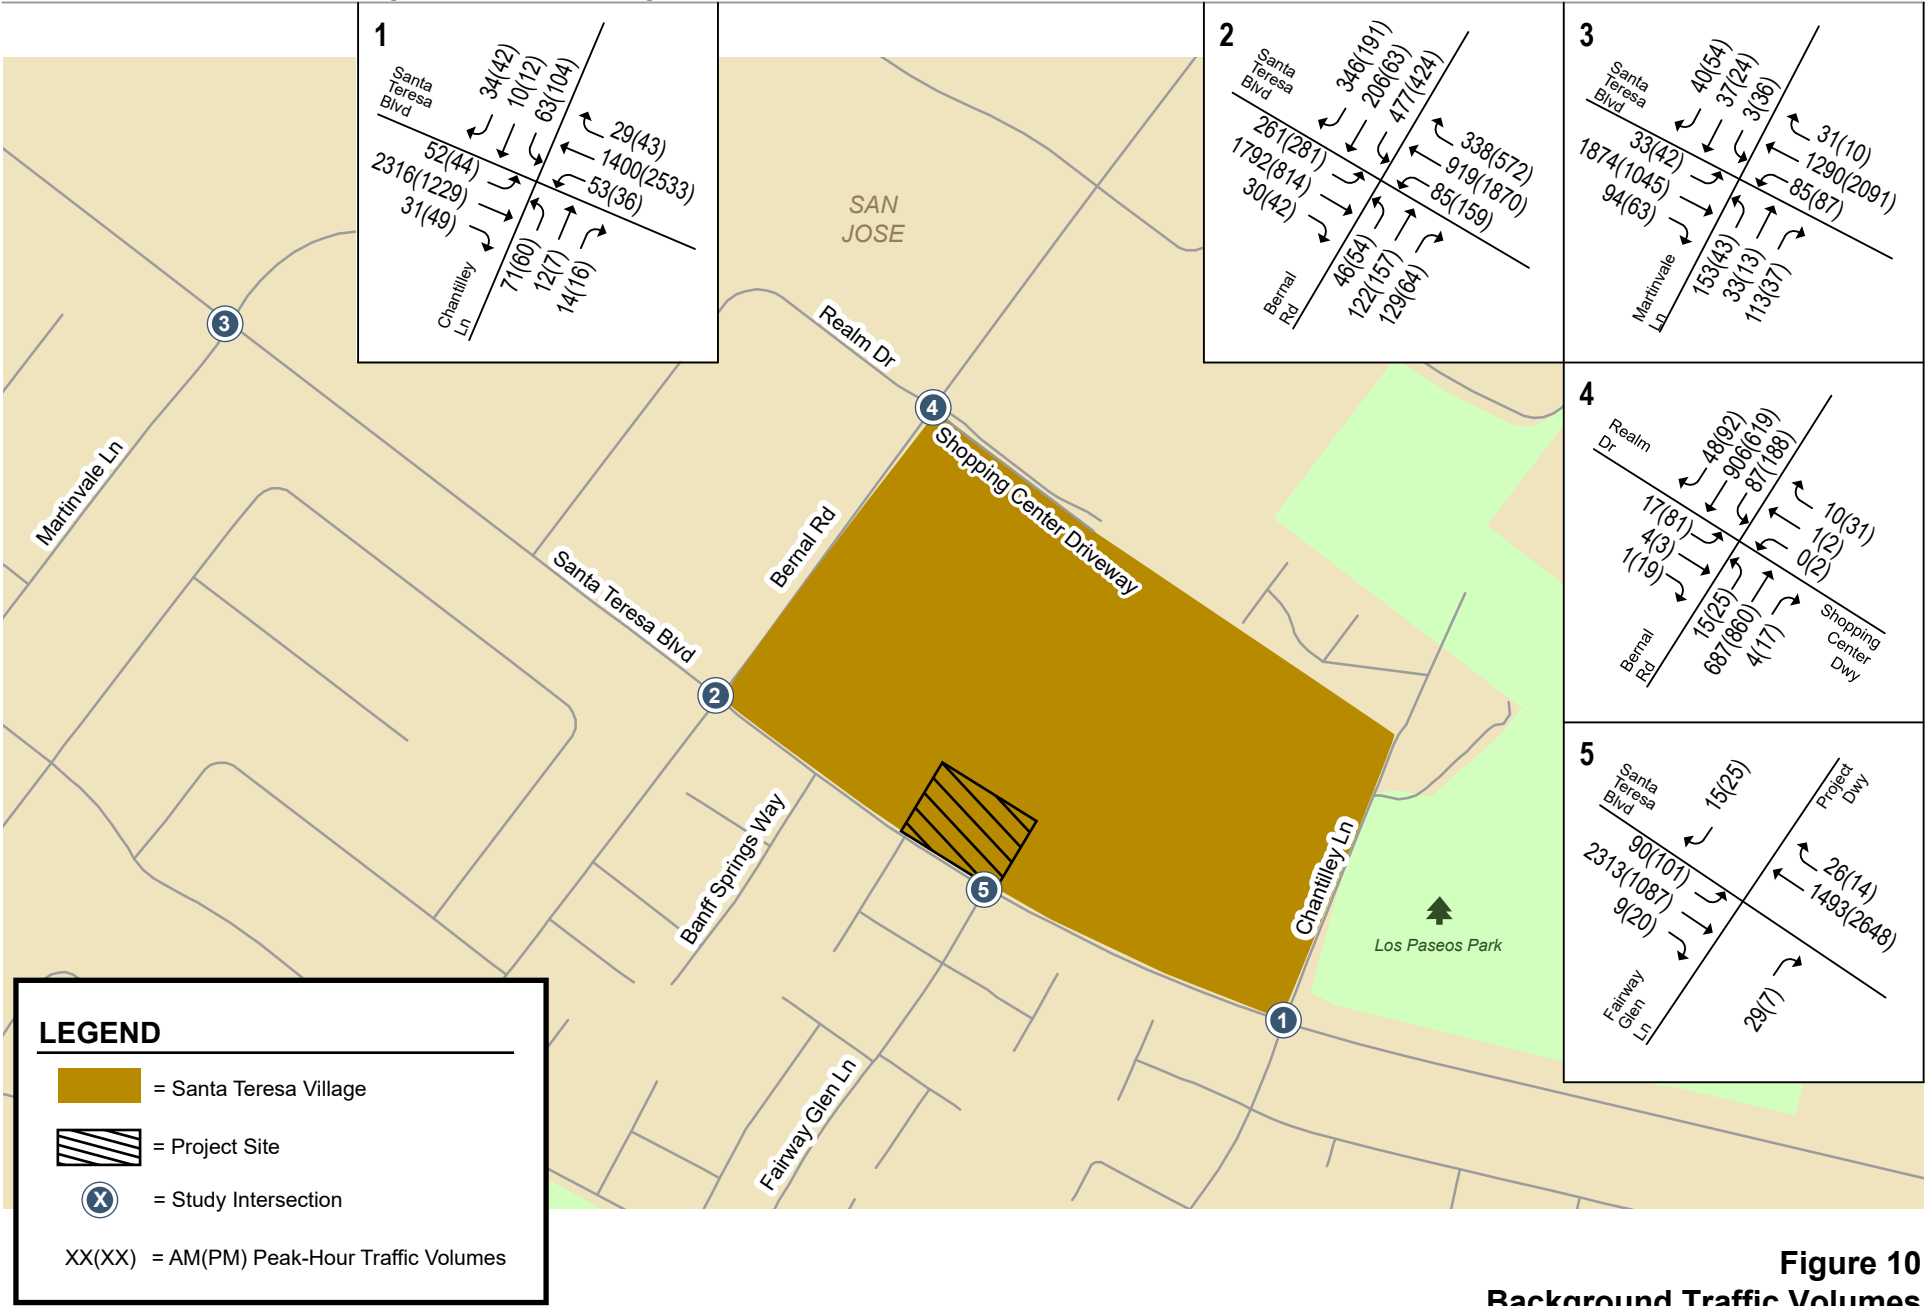 1
Santa
Teresa
Blvd
34(42)
10(12)
63(104)
29(43)
1400(2533)
53(36)
52(44)
2316(1229)
31(49)
71(60)
12(7)
14(16)
Chantilley
Ln
2
Santa
Teresa
Blvd
346(191)
206(63)
477(424)
338(572)
919(1870)
85(159)
261(281)
1792(814)
30(42)
46(54)
122(157)
129(64)
Bernal
Rd
3
Santa
Teresa
Blvd
40(54)
37(24)
3(36)
31(10)
1290(2091)
85(87)
33(42)
1874(1045)
94(63)
153(43)
33(13)
113(37)
Martinvale
Ln
4
Realm
Dr
48(92)
906(619)
87(188)
10(31)
1(2)
0(2)
17(81)
4(3)
1(19)
15(25)
687(860)
4(17)
Bernal
Rd
Shopping
Center
Dwy
5
Santa
Teresa
Blvd
15(25)
Project
Dwy
26(14)
1493(2648)
90(101)
2313(1087)
9(20)
29(7)
Fairway
Glen
Ln
SAN
JOSE
Realm Dr
3
4
Shopping Center Driveway
Martinvale Ln
Bernal Rd
Santa Teresa Blvd
2
Banff Springs Way
5
Chantilley Ln
Los Paseos Park
1
Fairway Glen Ln
LEGEND
= Santa Teresa Village
= Project Site
X = Study Intersection
XX(XX) = AM(PM) Peak-Hour Traffic Volumes
Figure 10
Background Traffic Volumes